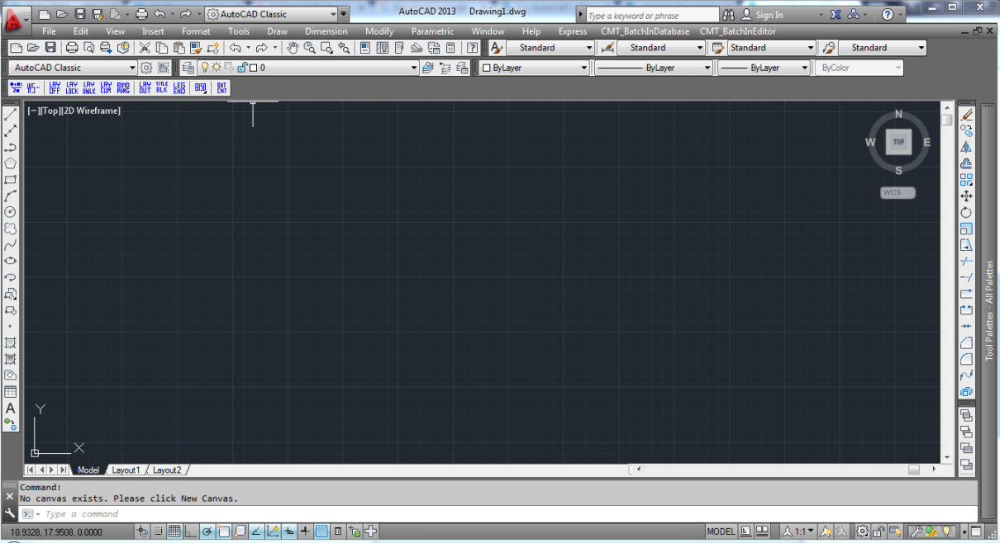 AutoCAD Classic
AutoCAD 2013 Drawing1.dwg
Type a keyword or phrase
Sign In
File Edit View Insert Format Tools Draw Dimension Modify Parametric Window Help Express CMT_BatchInDatabase CMT_BatchInEditor
Standard Standard Standard Standard
AutoCAD Classic 0 ByLayer ByLayer ByLayer ByColor
LAY OFF LAY LOCK LAY UNLK LAY CUR BIND PURG LAY OUT TITLE BLK LEG END
[−][Top][2D Wireframe]
N
W TOP E
S
WCS
Tool Palettes - All Palettes
A
Y
X
Model Layout1 Layout2
Command:
No canvas exists. Please click New Canvas.
Type a command
10.9328, 17.9508, 0.0000 MODEL 1:1